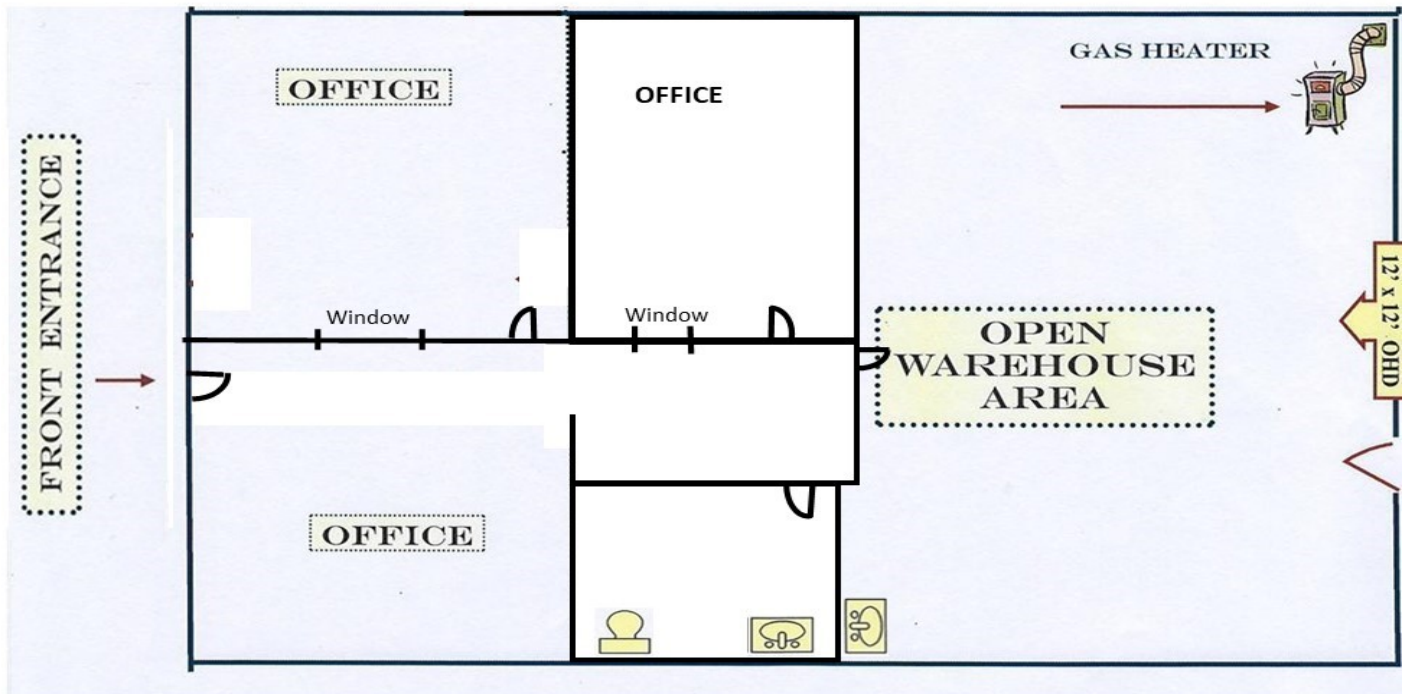 FRONT ENTRANCE
OFFICE
OFFICE
GAS HEATER
Window
Window
OPEN
WAREHOUSE
AREA
12' x 12' OHD
OFFICE